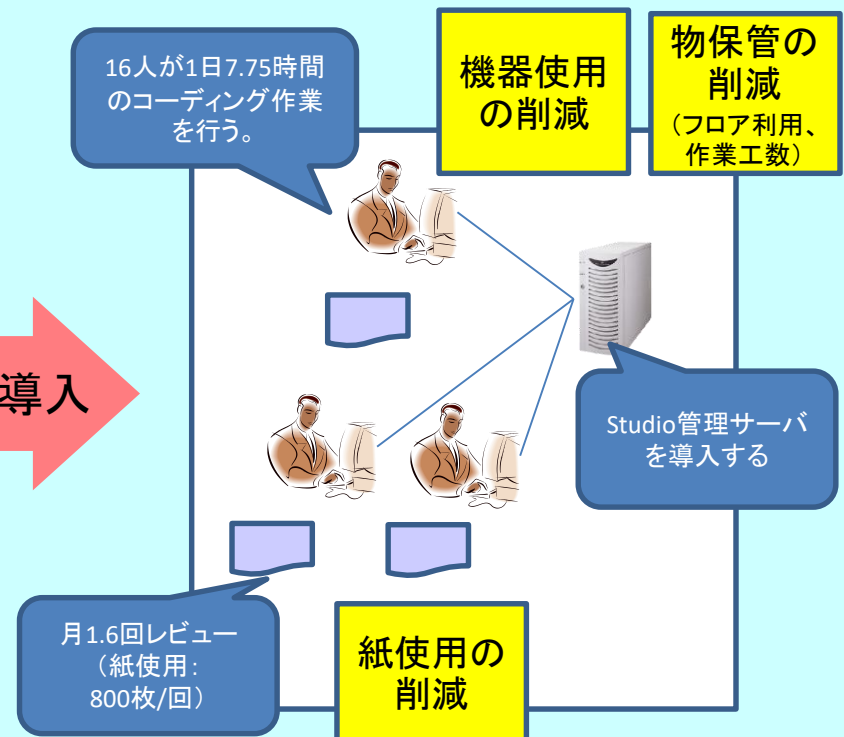 16人が1日7.75時間
のコーディング作業
を行う。
機器使用
の削減
物保管の
削減
（フロア利用、
作業工数）
導入
Studio管理サーバ
を導入する
月1.6回レビュー
（紙使用：
800枚/回）
紙使用の
削減